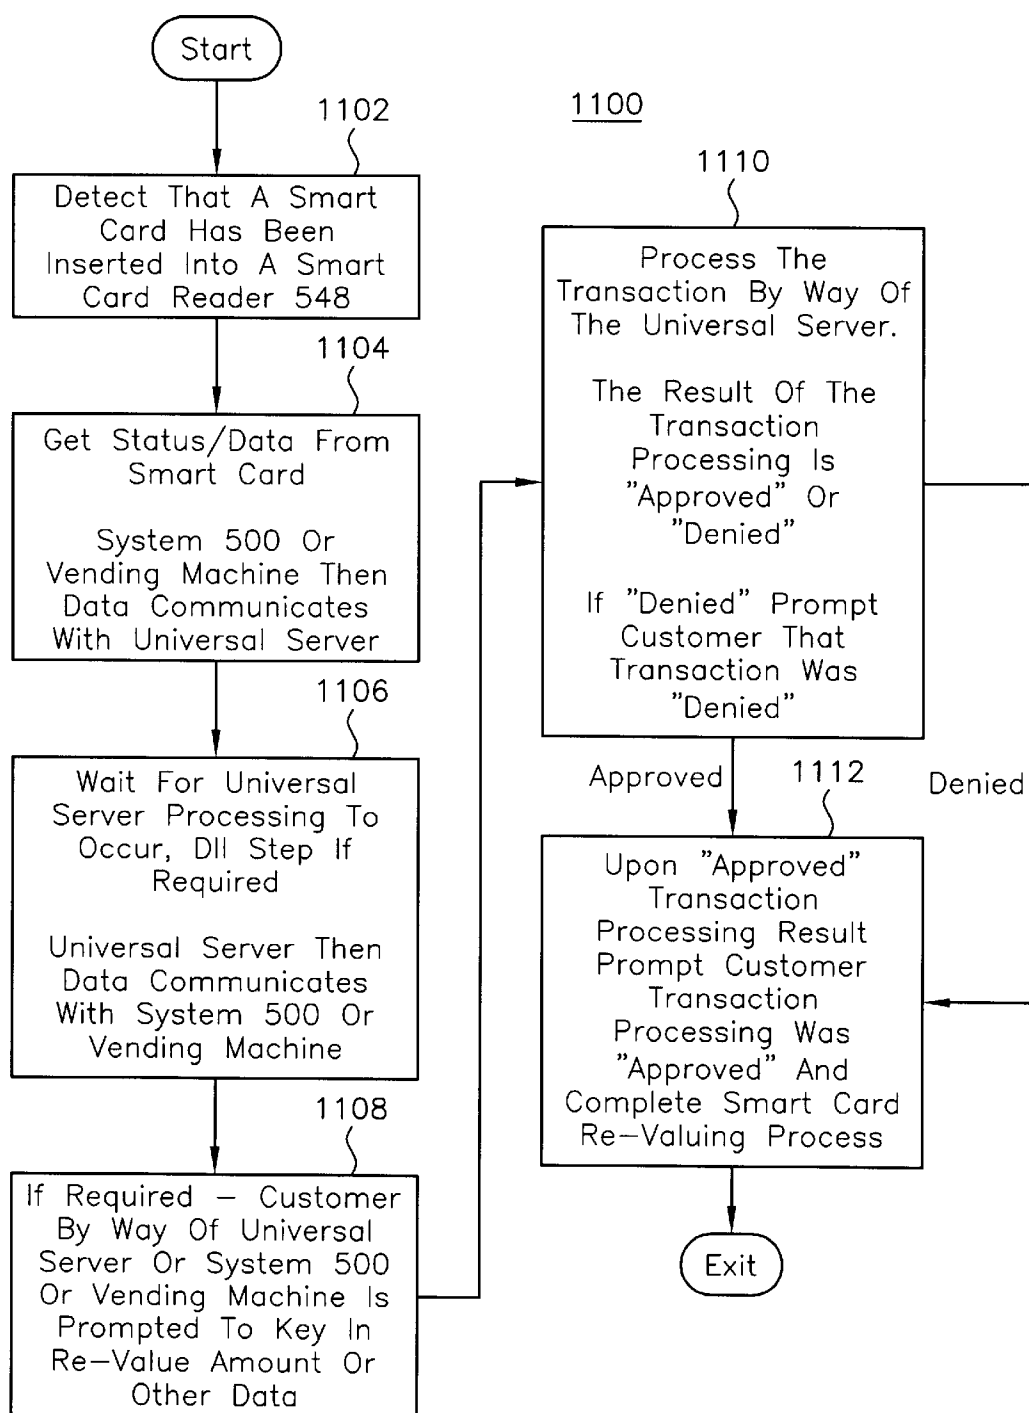 Start
1102
Detect That A Smart
Card Has Been
Inserted Into A Smart
Card Reader 548
1104
Get Status/Data From
Smart Card
System 500 Or
Vending Machine Then
Data Communicates
With Universal Server
1106
Wait For Universal
Server Processing To
Occur, DII Step If
Required
Universal Server Then
Data Communicates
With System 500 Or
Vending Machine
1108
If Required – Customer
By Way Of Universal
Server Or System 500
Or Vending Machine Is
Prompted To Key In
Re–Value Amount Or
Other Data
1100
1110
Process The
Transaction By Way Of
The Universal Server.
The Result Of The
Transaction
Processing Is
"Approved" Or
"Denied"
If "Denied" Prompt
Customer That
Transaction Was
"Denied"
Approved
1112
Denied
Upon "Approved"
Transaction
Processing Result
Prompt Customer
Transaction
Processing Was
"Approved" And
Complete Smart Card
Re–Valuing Process
Exit